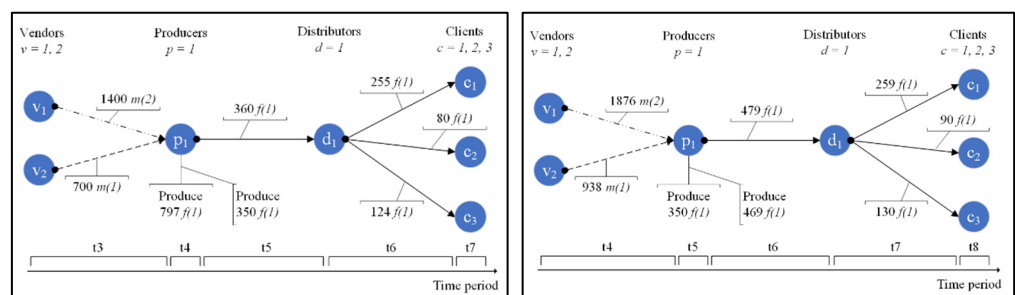 Vendors
v = 1, 2
Producers
p = 1
Distributors
d = 1
Clients
c = 1, 2, 3
v1
v2
1400 m(2)
700 m(1)
p1
360 f(1)
d1
255 f(1)
80 f(1)
124 f(1)
c1
c2
c3
Produce
797 f(1)
Produce
350 f(1)
t3
t4
t5
t6
t7
Time period
Vendors
v = 1, 2
Producers
p = 1
Distributors
d = 1
Clients
c = 1, 2, 3
v1
v2
1876 m(2)
938 m(1)
p1
479 f(1)
d1
259 f(1)
90 f(1)
130 f(1)
c1
c2
c3
Produce
350 f(1)
Produce
469 f(1)
t4
t5
t6
t7
t8
Time period